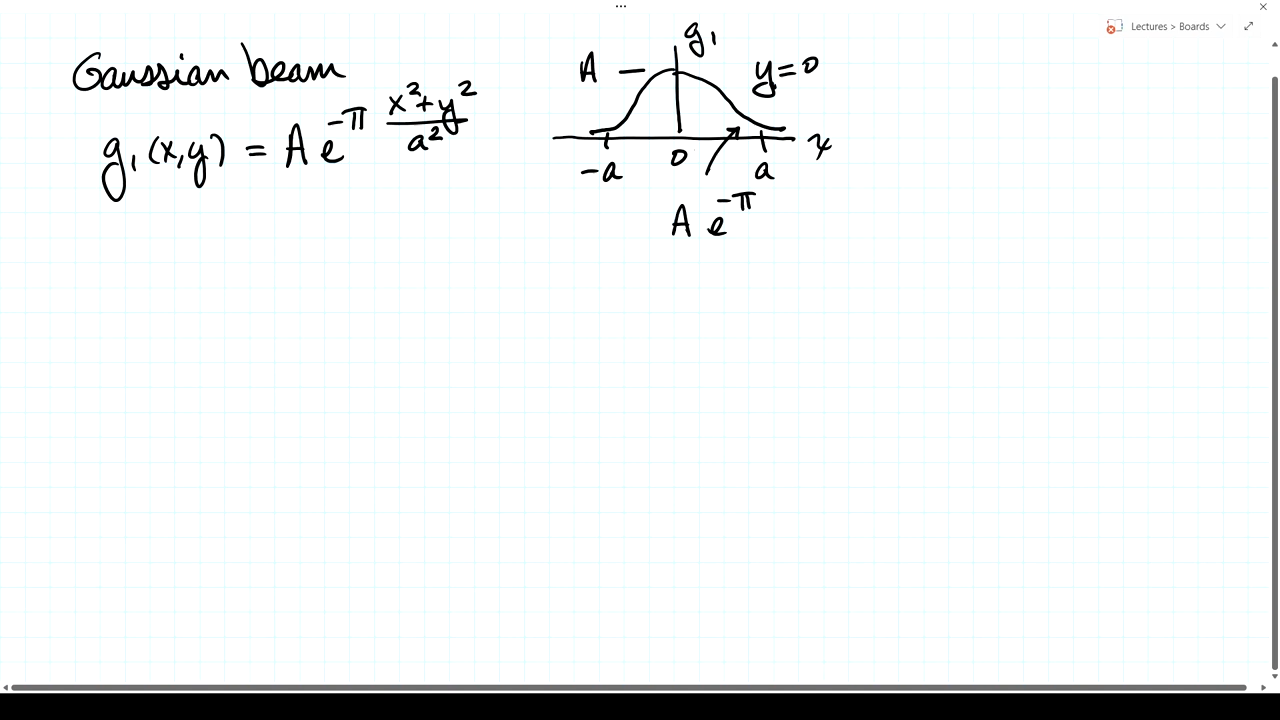 Lectures > Boards
Gaussian beam
g₁(x,y) = A e^{-π (x²+y²)/a²}
g₁
A
y=0
-a
0
a
x
A e^{-π}